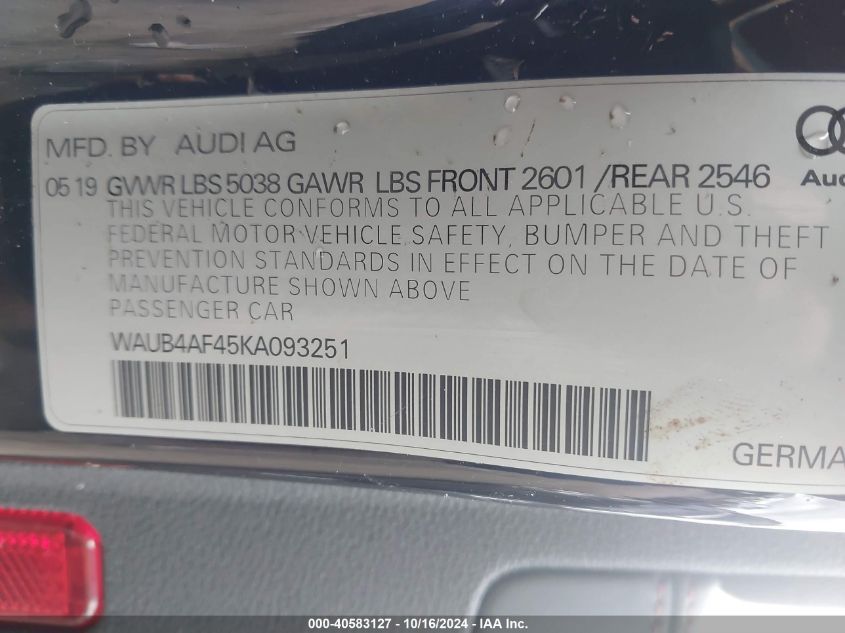 MFD. BY AUDI AG
05 19 GVWR LBS 5038 GAWR LBS FRONT 2601 /REAR 2546
THIS VEHICLE CONFORMS TO ALL APPLICABLE U.S.
FEDERAL MOTOR VEHICLE SAFETY, BUMPER AND THEFT
PREVENTION STANDARDS IN EFFECT ON THE DATE OF
MANUFACTURE SHOWN ABOVE
PASSENGER CAR
WAUB4AF45KA093251
Aud
GERMA
000-40583127 - 10/16/2024 - IAA Inc.